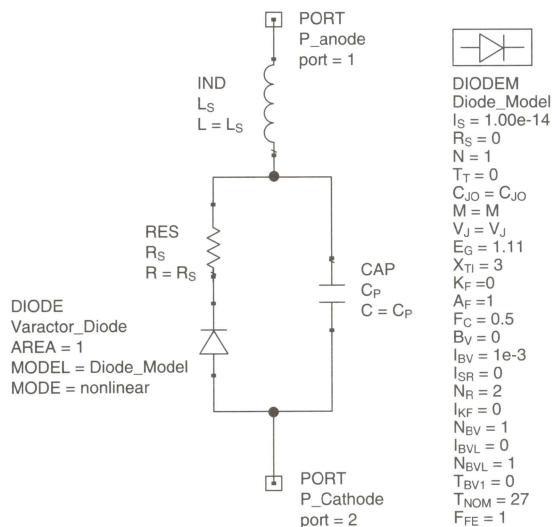 PORT
P_anode
port = 1
IND
LS
L = LS
RES
RS
R = RS
CAP
CP
C = CP
DIODE
Varactor_Diode
AREA = 1
MODEL = Diode_Model
MODE = nonlinear
PORT
P_Cathode
port = 2
DIODEM
Diode_Model
IS = 1.00e-14
RS = 0
N = 1
TT = 0
CJO = CJO
M = M
VJ = VJ
EG = 1.11
XTI = 3
KF =0
AF =1
FC = 0.5
BV = 0
IBV = 1e-3
ISR = 0
NR = 2
IKF = 0
NBV = 1
IBVL = 0
NBVL = 1
TBV1 = 0
TNOM = 27
FFE = 1